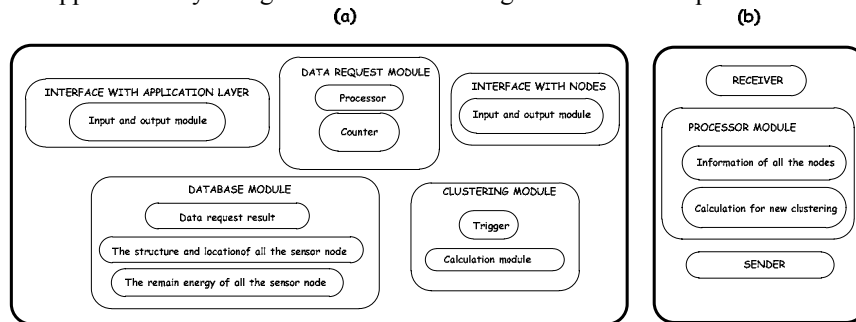 (a)
(b)
DATA REQUEST MODULE
Processor
Counter
INTERFACE WITH APPLICATION LAYER
Input and output module
INTERFACE WITH NODES
Input and output module
DATABASE MODULE
Data request result
The structure and locationof all the sensor node
The remain energy of all the sensor node
CLUSTERING MODULE
Trigger
Calculation module
RECEIVER
PROCESSOR MODULE
Information of all the nodes
Calculation for new clustering
SENDER